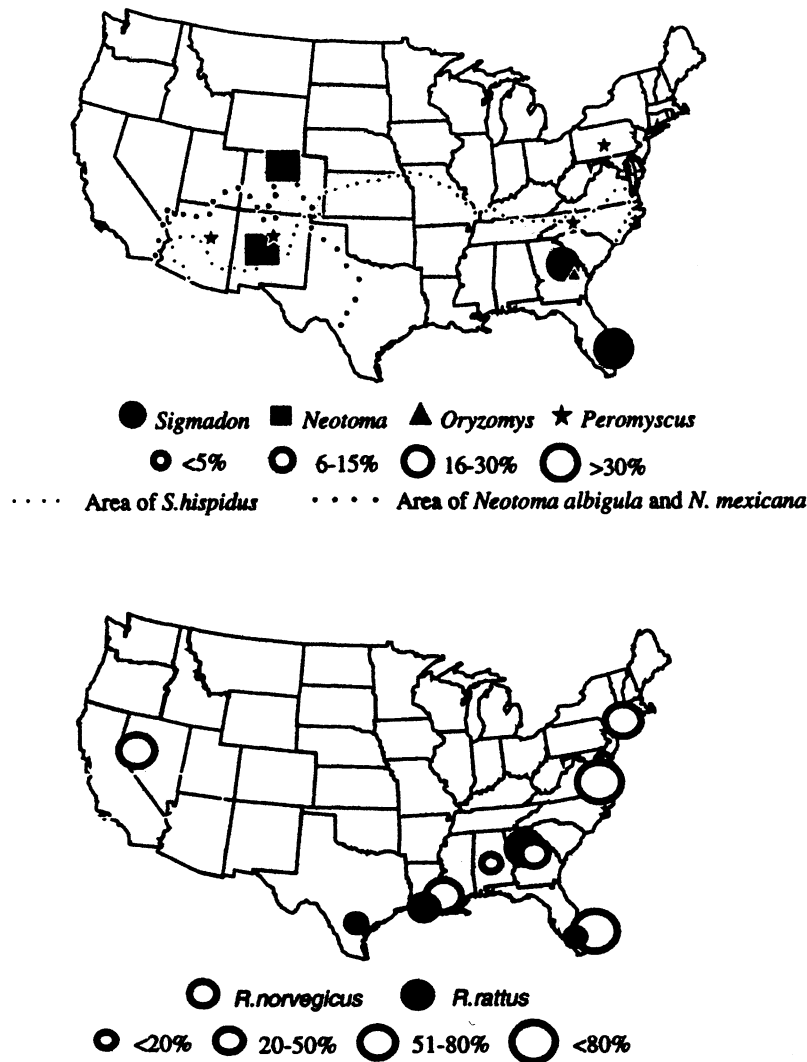 Sigmadon Neotoma Oryzomys Peromyscus
<5% 6-15% 16-30% >30%
Area of S.hispidus Area of Neotoma albigula and N. mexicana
R.norvegicus R.rattus
<20% 20-50% 51-80% <80%